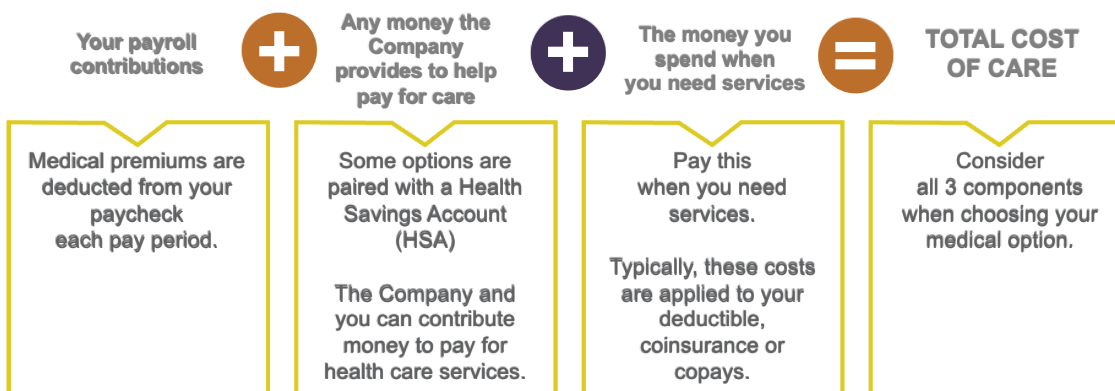 Your payroll
contributions
+
Any money the
Company
provides to help
pay for care
+
The money you
spend when
you need services
=
TOTAL COST
OF CARE
Medical premiums are
deducted from your
paycheck
each pay period.
Some options are
paired with a Health
Savings Account
(HSA)
The Company and
you can contribute
money to pay for
health care services.
Pay this
when you need
services.
Typically, these costs
are applied to your
deductible,
coinsurance or
copays.
Consider
all 3 components
when choosing your
medical option.